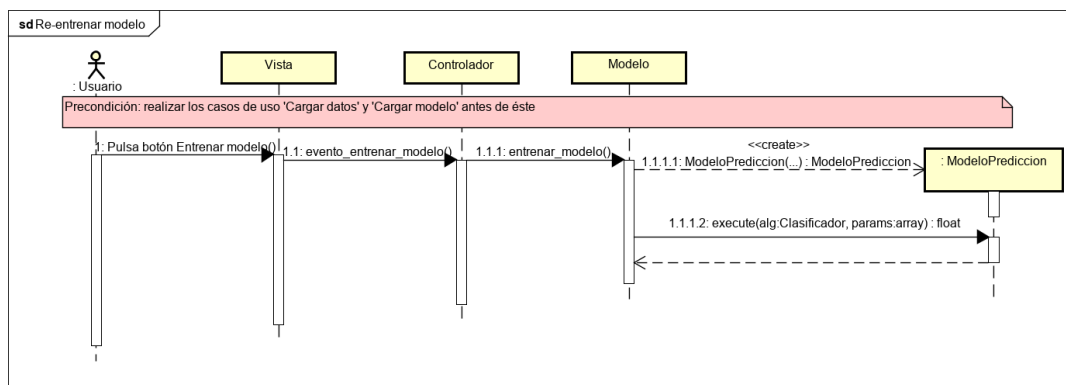 sd Re-entrenar modelo
: Usuario
Vista
Controlador
Modelo
Precondición: realizar los casos de uso 'Cargar datos' y 'Cargar modelo' antes de éste
1: Pulsa botón Entrenar modelo()
1.1: evento_entrenar_modelo()
1.1.1: entrenar_modelo()
<<create>>
1.1.1.1: ModeloPrediccion(...) : ModeloPrediccion
: ModeloPrediccion
1.1.1.2: execute(alg:Clasificador, params:array) : float